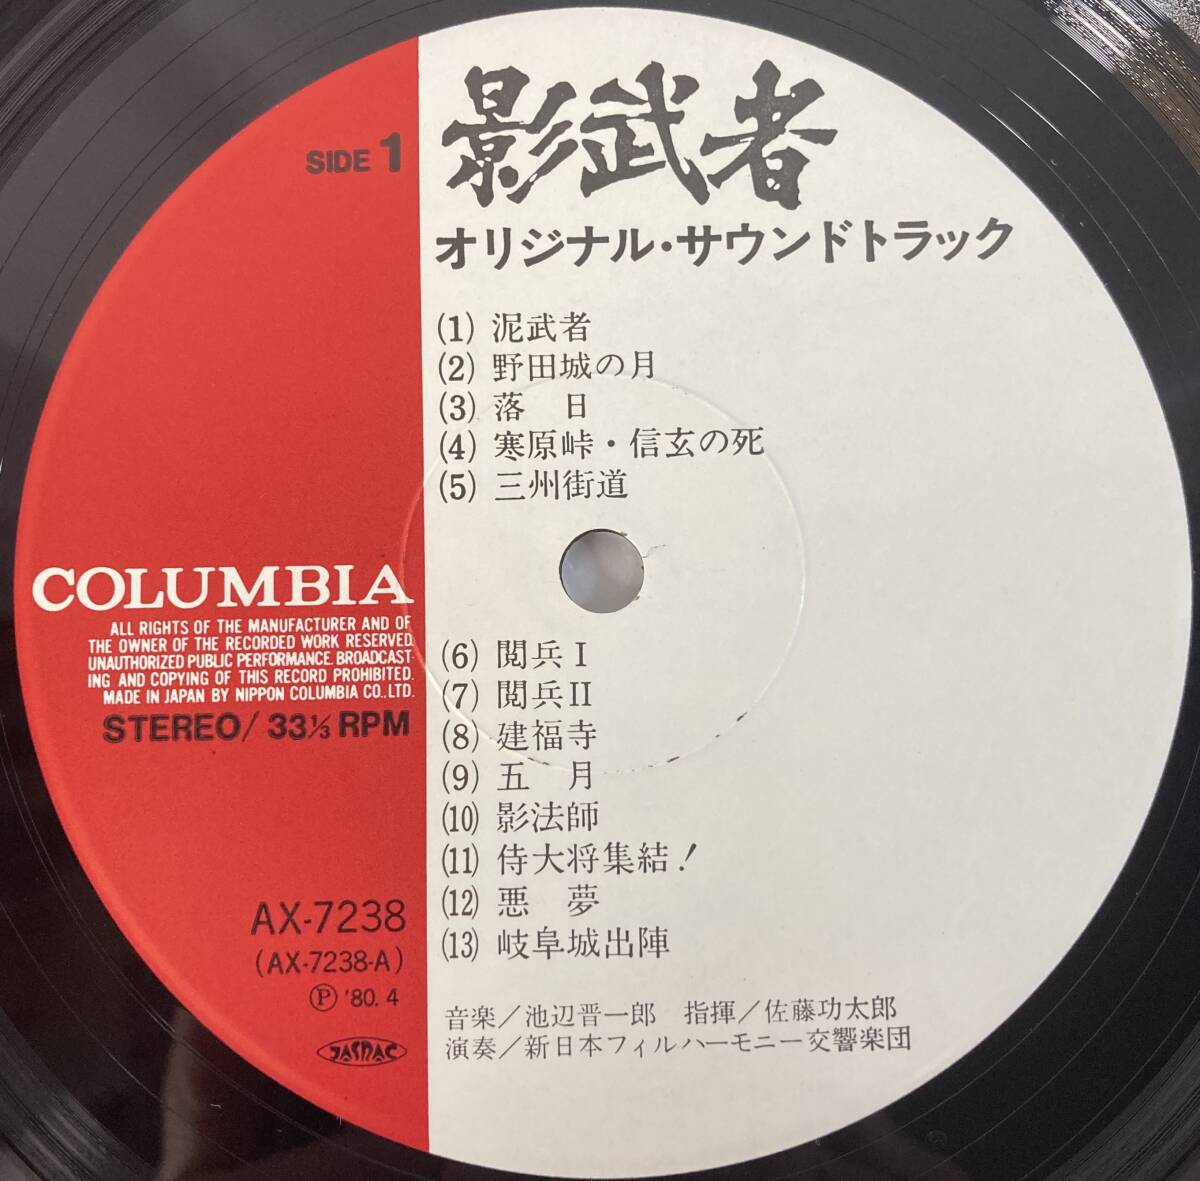 影武者
SIDE 1
オリジナル・サウンドトラック
(1) 泥武者
(2) 野田城の月
(3) 落 日
(4) 寒原峠・信玄の死
(5) 三州街道
COLUMBIA
ALL RIGHTS OF THE MANUFACTURER AND OF
THE OWNER OF THE RECORDED WORK RESERVED.
UNAUTHORIZED PUBLIC PERFORMANCE. BROADCAST-
ING AND COPYING OF THIS RECORD PROHIBITED.
MADE IN JAPAN BY NIPPON COLUMBIA CO.,LTD.
STEREO/ 33⅓ RPM
(6) 閲兵 I
(7) 閲兵 II
(8) 建福寺
(9) 五 月
(10) 影法師
(11) 侍大将集結!
(12) 悪 夢
(13) 岐阜城出陣
AX-7238
(AX-7238-A)
Ⓟ '80. 4
JASRAC
音楽/池辺晋一郎 指揮/佐藤功太郎
演奏/新日本フィルハーモニー交響楽団